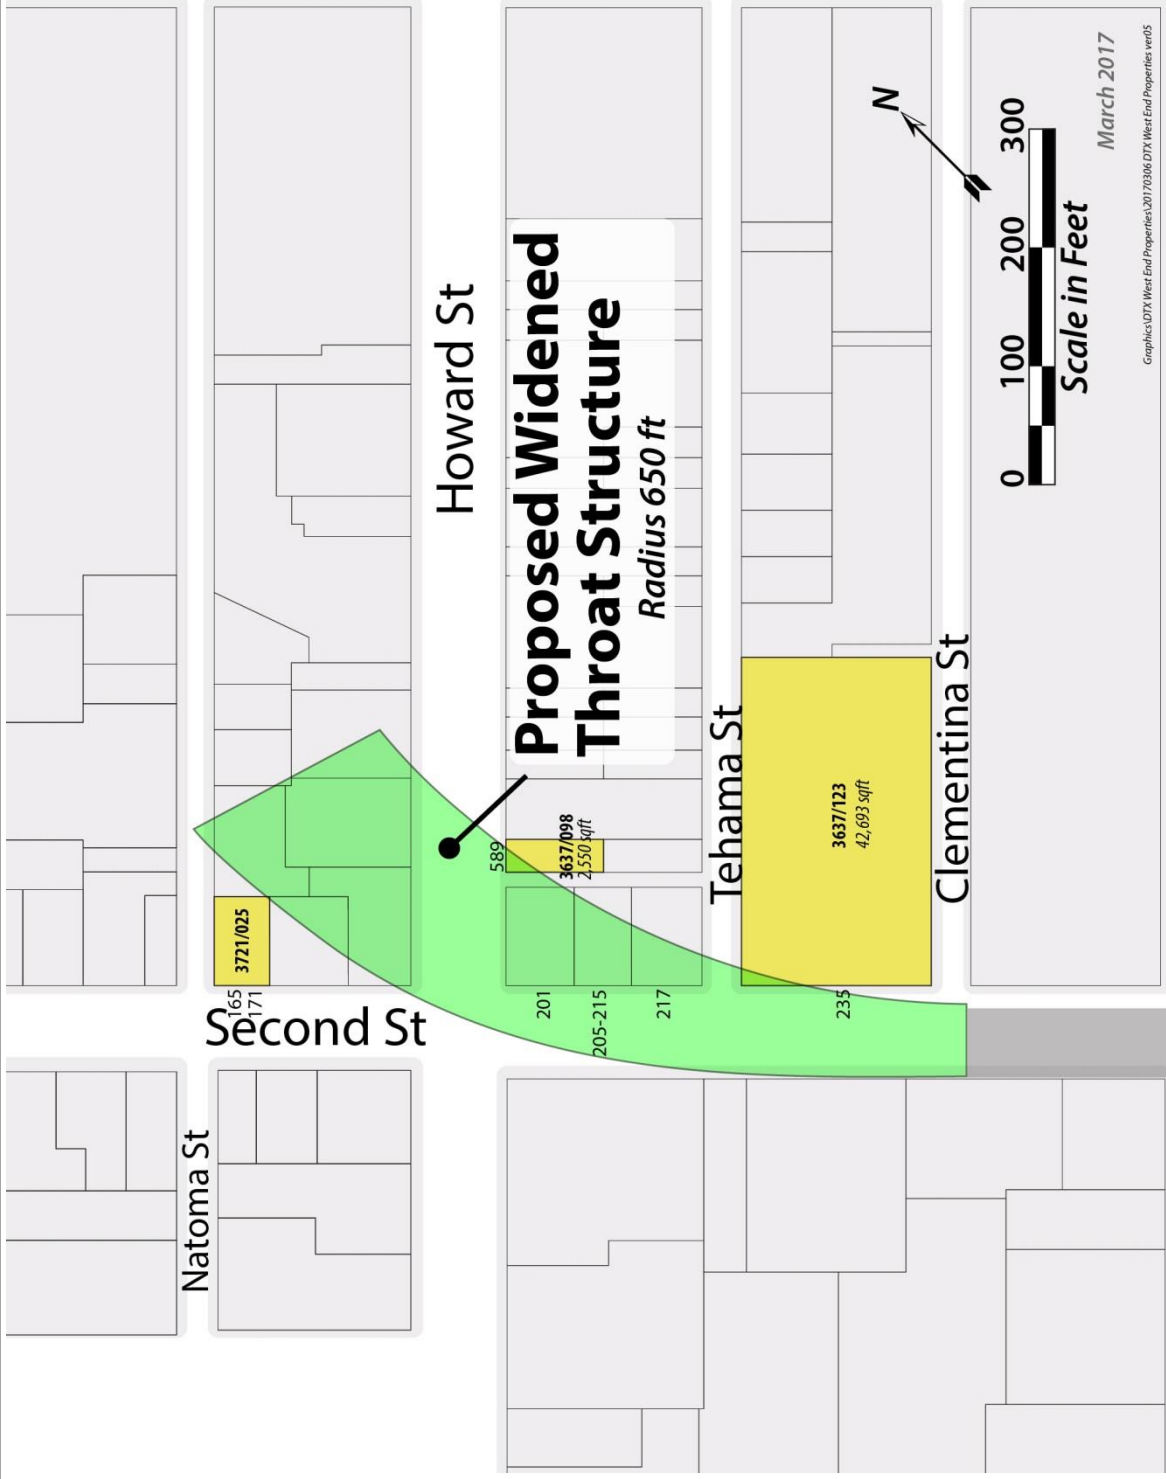 March 2017
Graphics\DTX West End Properties\20170306 DTX West End Properties ver05
N
0 100 200 300
Scale in Feet
Howard St
Proposed Widened
Throat Structure
Radius 650 ft
Tehama St
Clementina St
Second St
Natoma St
3721/025
165
171
589
3637/098
2,550 sqft
201
205-215
217
3637/123
42,693 sqft
235